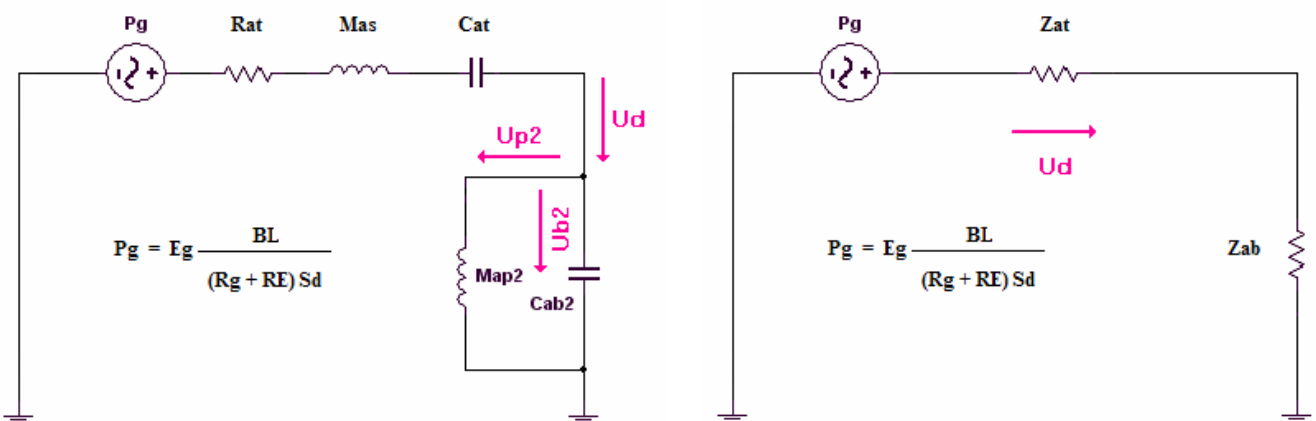 Pg Rat Mas Cat
Ud
Up2
Ub2
Pg = Eg BL
(Rg + RE) Sd
Map2
Cab2
Pg Zat
Ud
Pg = Eg BL
(Rg + RE) Sd
Zab